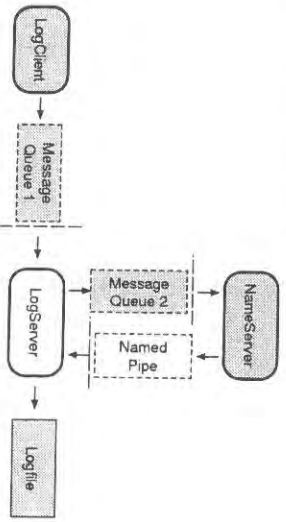 LogClient
Message
Queue 1
LogServer
Message
Queue 2
Named
Pipe
NameServer
Logfile